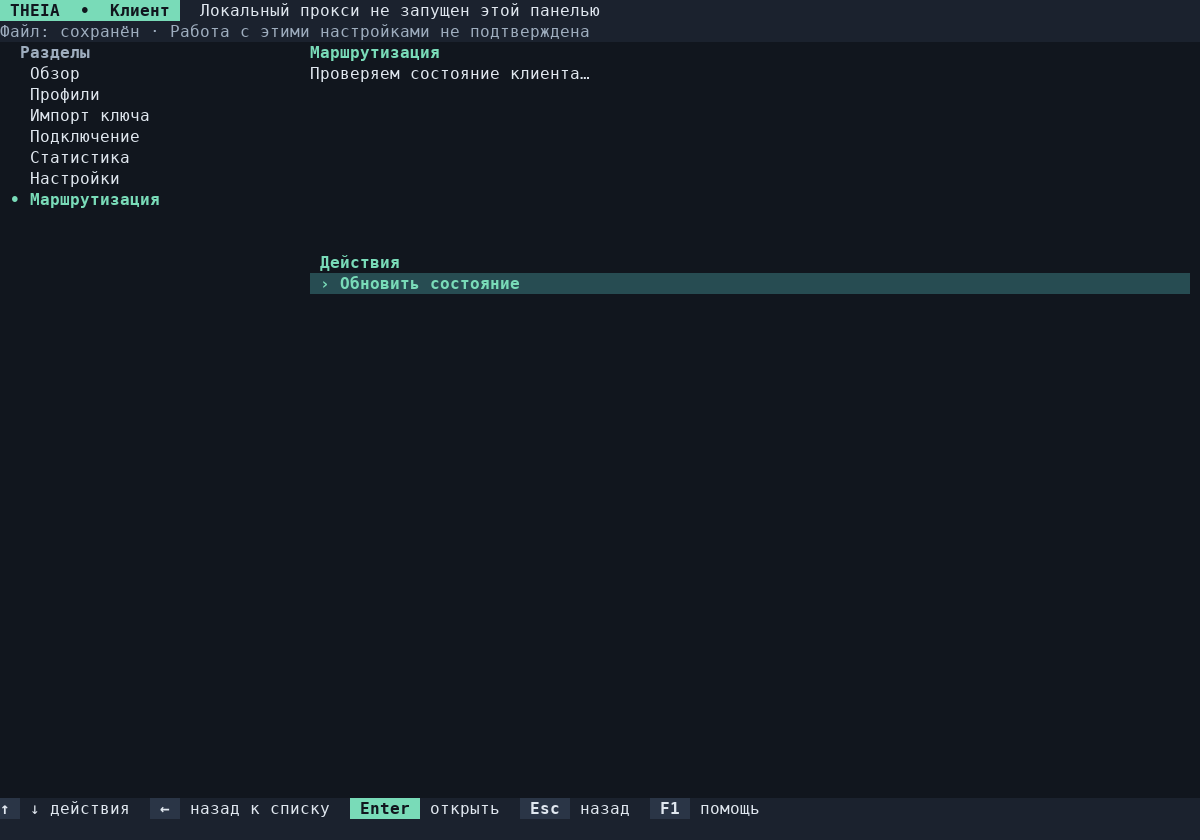 THEIA • Клиент Локальный прокси не запущен этой панелью
Файл: сохранён · Работа с этими настройками не подтверждена
Разделы
Обзор
Профили
Импорт ключа
Подключение
Статистика
Настройки
• Маршрутизация
Маршрутизация
Проверяем состояние клиента…
Действия
› Обновить состояние
↑ ↓ действия ← назад к списку Enter открыть Esc назад F1 помощь